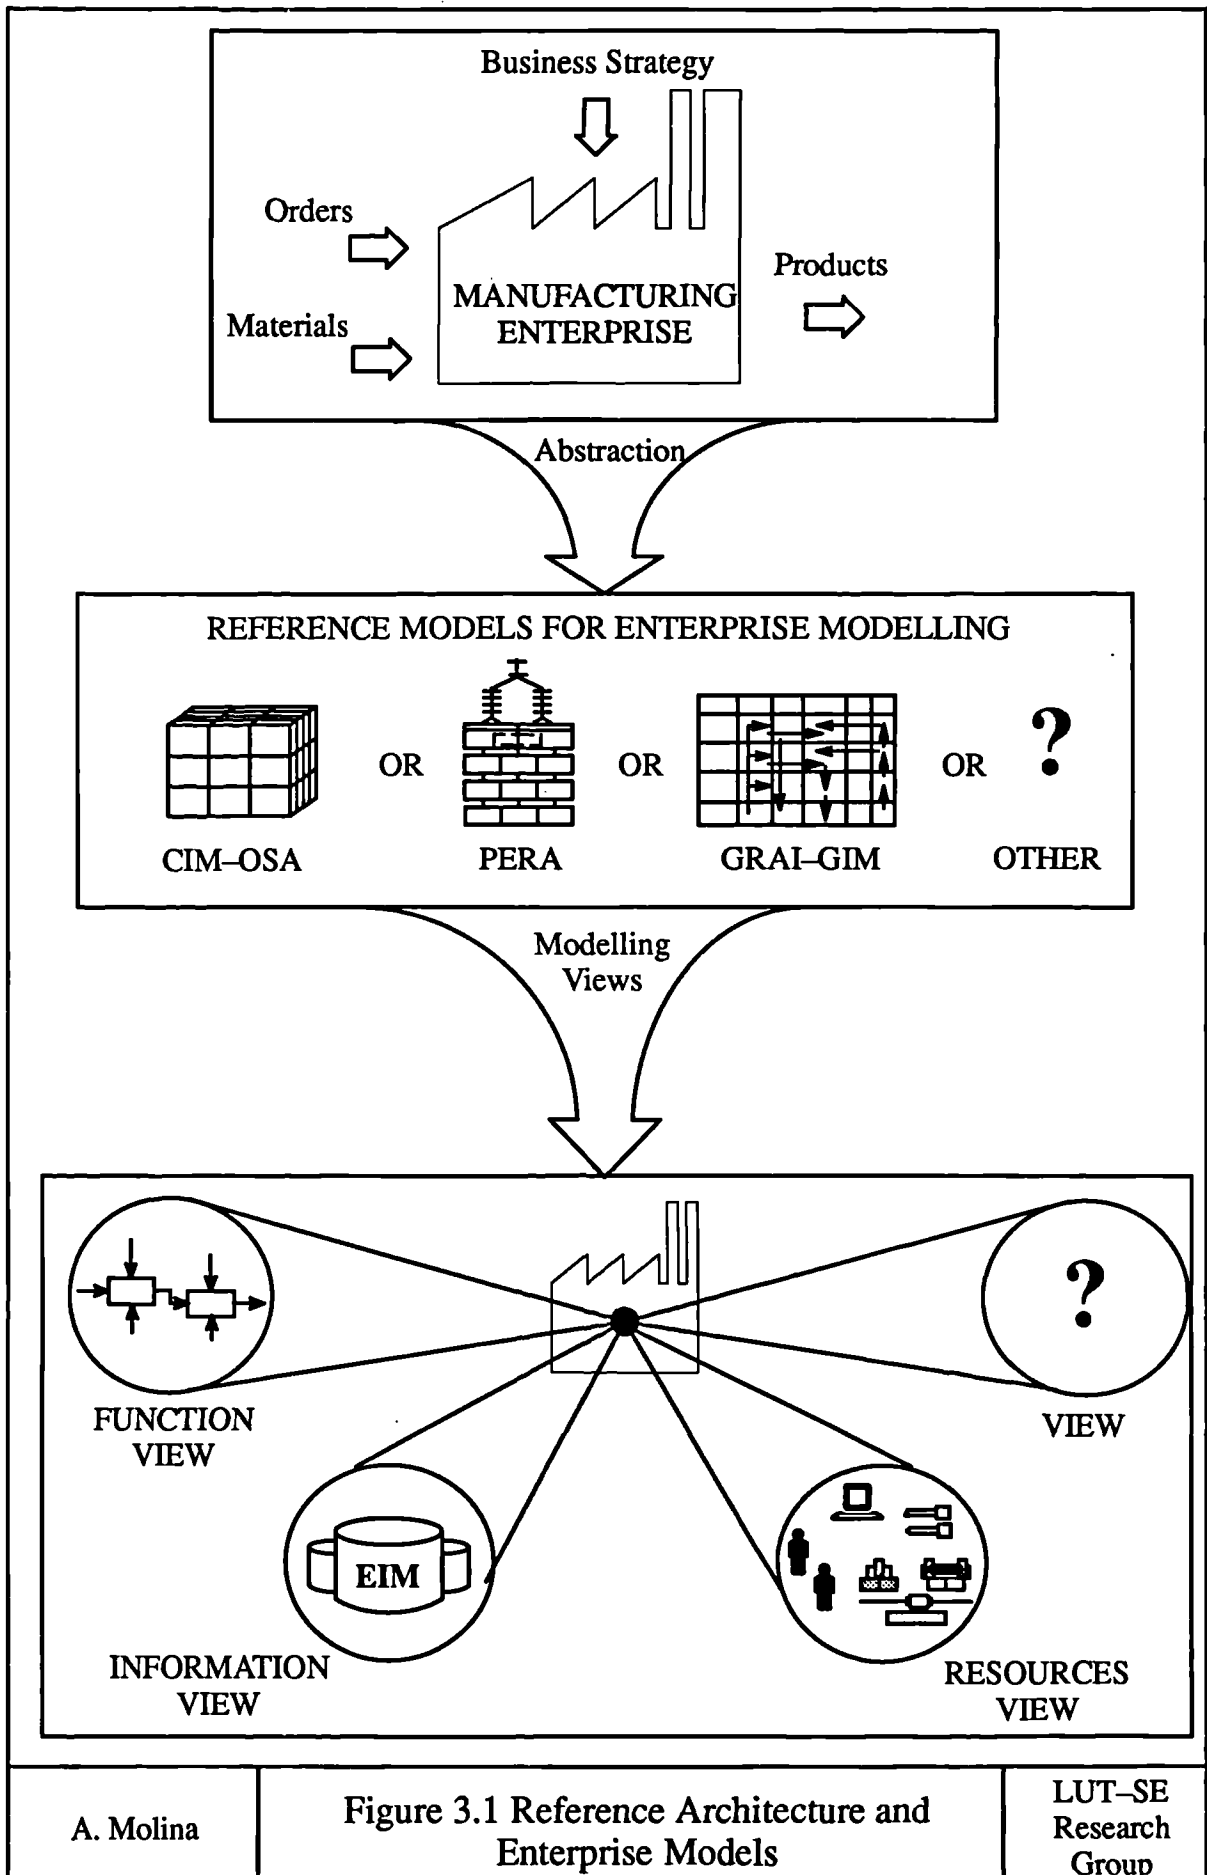 Business Strategy
Orders
Materials
MANUFACTURING
ENTERPRISE
Products
Abstraction
REFERENCE MODELS FOR ENTERPRISE MODELLING
OR
OR
OR
?
CIM–OSA
PERA
GRAI–GIM
OTHER
Modelling
Views
?
FUNCTION
VIEW
VIEW
EIM
INFORMATION
VIEW
RESOURCES
VIEW
A. Molina
Figure 3.1 Reference Architecture and
Enterprise Models
LUT–SE
Research
Group